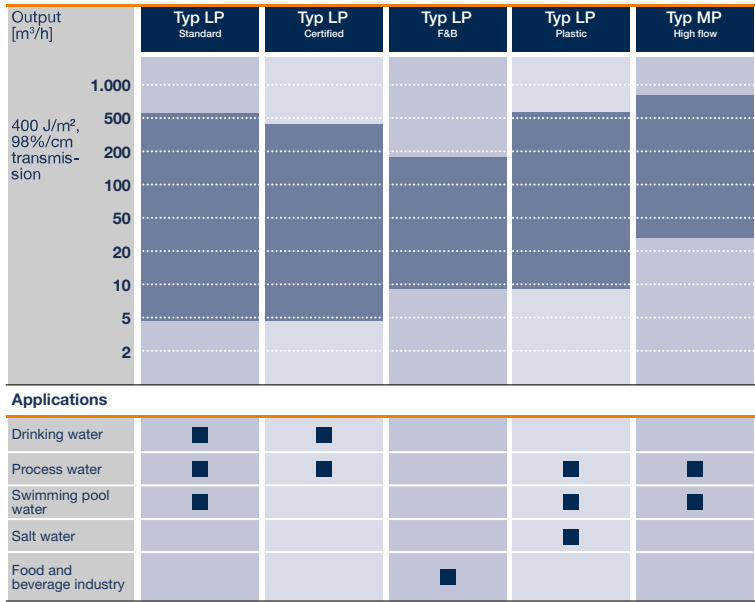 Output
[m³/h]
Typ LP
Standard
Typ LP
Certified
Typ LP
F&B
Typ LP
Plastic
Typ MP
High flow
400 J/m²,
98%/cm
transmis-
sion
1.000
500
200
100
50
20
10
5
2
Applications
Drinking water
Process water
Swimming pool
water
Salt water
Food and
beverage industry